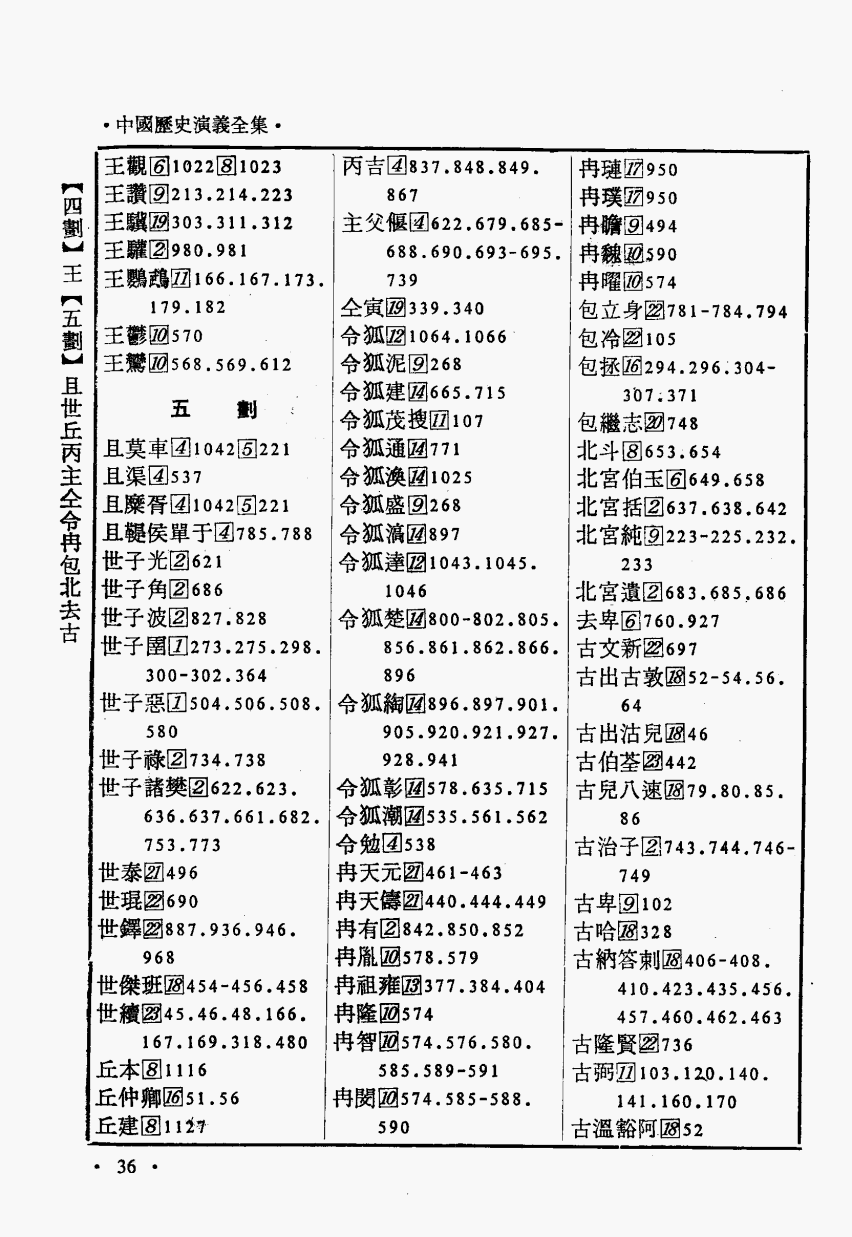 ·中國歷史演義全集·
【四劃】王【五劃】且世丘丙主仝令冉包北去古
王觀6 1022 8 1023
王讚9 213.214.223
王驥19 303.311.312
王驩2 980.981
王鸚鵡11 166.167.173.
179.182
王鬱10 570
王鸞10 568.569.612
五 劃
且莫車4 1042 5 221
且渠4 537
且麋胥4 1042 5 221
且鞮侯單于4 785.788
世子光2 621
世子角2 686
世子波2 827.828
世子圉1 273.275.298.
300-302.364
世子惡1 504.506.508.
580
世子祿2 734.738
世子諸樊2 622.623.
636.637.661.682.
753.773
世泰21 496
世琨22 690
世鐸22 887.936.946.
968
世傑班18 454-456.458
世續23 45.46.48.166.
167.169.318.480
丘本8 1116
丘仲卿16 51.56
丘建8 1127
丙吉4 837.848.849.
867
主父偃4 622.679.685-
688.690.693-695.
739
仝寅19 339.340
令狐12 1064.1066
令狐泥9 268
令狐建14 665.715
令狐茂搜11 107
令狐通14 771
令狐渙14 1025
令狐盛9 268
令狐滈14 897
令狐達12 1043.1045.
1046
令狐楚14 800-802.805.
856.861.862.866.
896
令狐綯14 896.897.901.
905.920.921.927.
928.941
令狐彰14 578.635.715
令狐潮14 535.561.562
令勉4 538
冉天元21 461-463
冉天儔21 440.444.449
冉有2 842.850.852
冉胤10 578.579
冉祖雍13 377.384.404
冉隆10 574
冉智10 574.576.580.
585.589-591
冉閔10 574.585-588.
590
冉璡17 950
冉璞17 950
冉瞻9 494
冉魏10 590
冉曜10 574
包立身22 781-784.794
包冷22 105
包拯16 294.296.304-
307.371
包繼志20 748
北斗8 653.654
北宮伯玉6 649.658
北宮括2 637.638.642
北宮純9 223-225.232.
233
北宮遺2 683.685.686
去卑6 760.927
古文新22 697
古出古敦18 52-54.56.
64
古出沽兒18 46
古伯荃23 442
古兒八速18 79.80.85.
86
古治子2 743.744.746-
749
古卑9 102
古哈18 328
古納答剌18 406-408.
410.423.435.456.
457.460.462.463
古隆賢22 736
古弼11 103.120.140.
141.160.170
古溫豁阿18 52
·36·